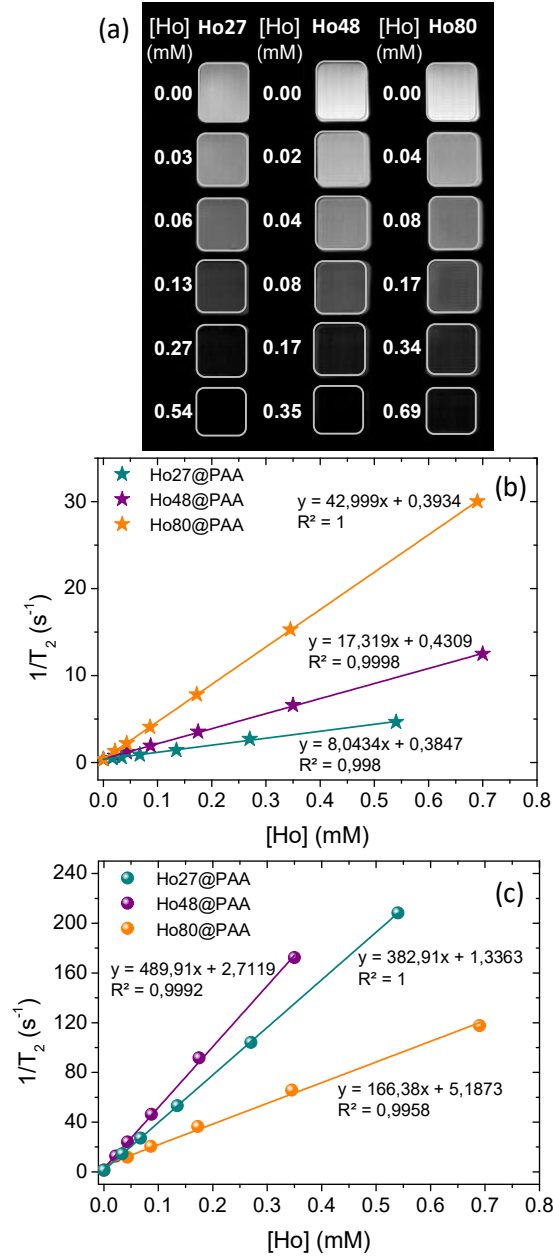 (a) [Ho] Ho27 [Ho] Ho48 [Ho] Ho80
(mM) (mM) (mM)
0.00 0.00 0.00
0.03 0.02 0.04
0.06 0.04 0.08
0.13 0.08 0.17
0.27 0.17 0.34
0.54 0.35 0.69
(b)
Ho27@PAA
Ho48@PAA
Ho80@PAA
y = 42,999x + 0,3934
R² = 1
y = 17,319x + 0,4309
R² = 0,9998
y = 8,0434x + 0,3847
R² = 0,998
30
20
10
0
1/T₂ (s⁻¹)
0.0 0.1 0.2 0.3 0.4 0.5 0.6 0.7 0.8
[Ho] (mM)
(c)
Ho27@PAA
Ho48@PAA
Ho80@PAA
y = 489,91x + 2,7119
R² = 0,9992
y = 382,91x + 1,3363
R² = 1
y = 166,38x + 5,1873
R² = 0,9958
240
200
160
120
80
40
0
1/T₂ (s⁻¹)
0.0 0.1 0.2 0.3 0.4 0.5 0.6 0.7 0.8
[Ho] (mM)